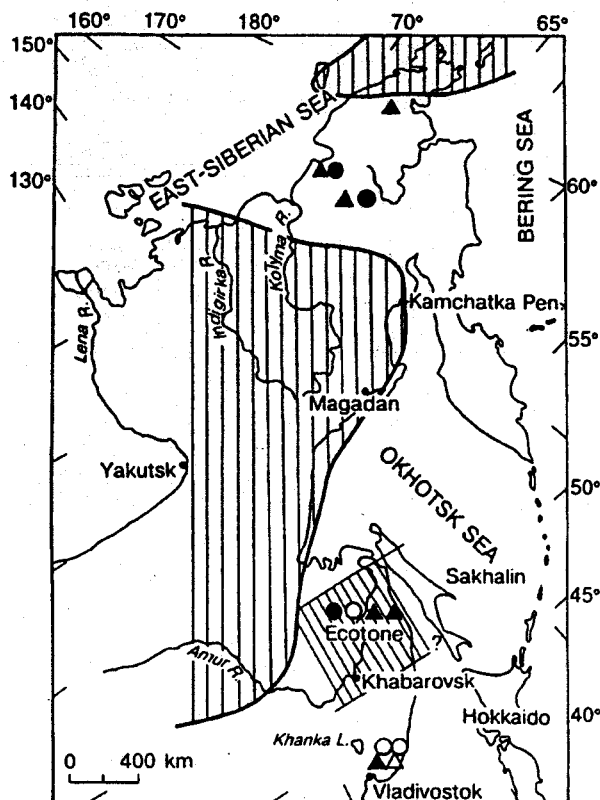 160° 170° 180° 70° 65°
150°
140°
130°
EAST-SIBERIAN SEA
BERING SEA
60°
Kolyma R.
Indigirka R.
Lena R.
Kamchatka Pen.
55°
Magadan
Yakutsk
OKHOTSK SEA
50°
Sakhalin
45°
Ecotone
?
Amur R.
Khabarovsk
Hokkaido
40°
Khanka L.
0 400 km
Vladivostok